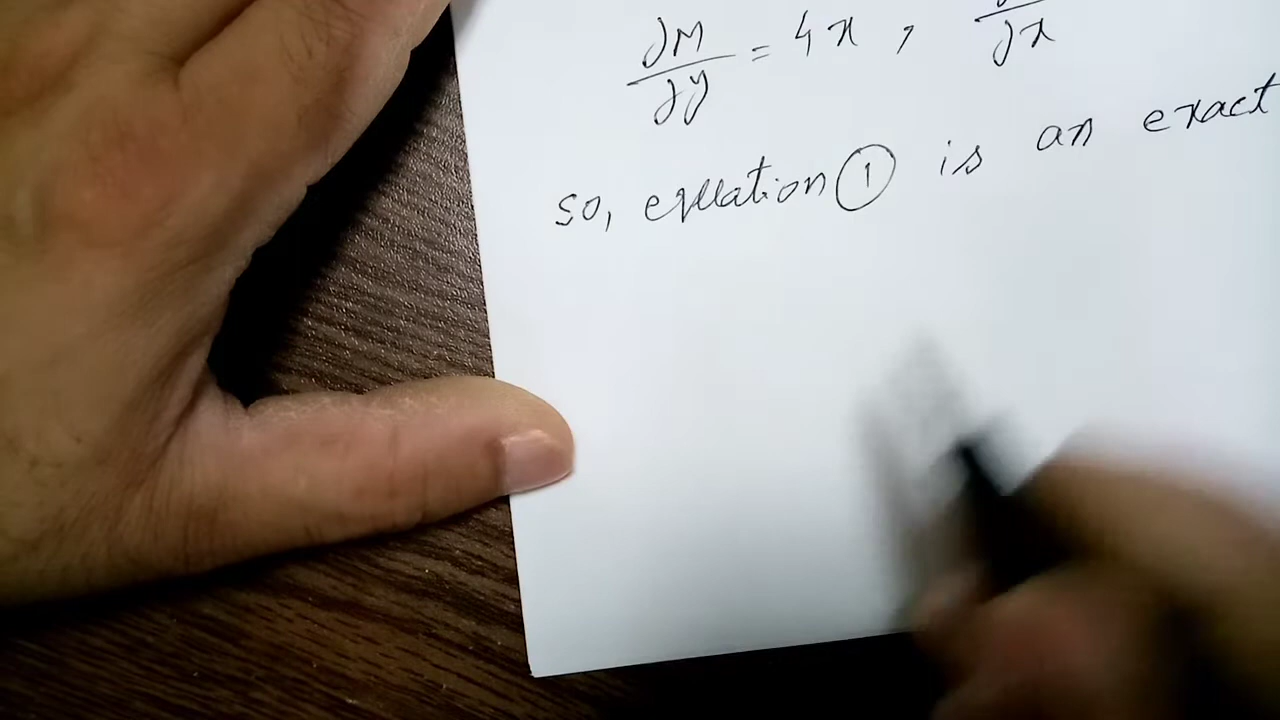 ∂M/∂y = 4x , /∂x
so, equation ① is an exact